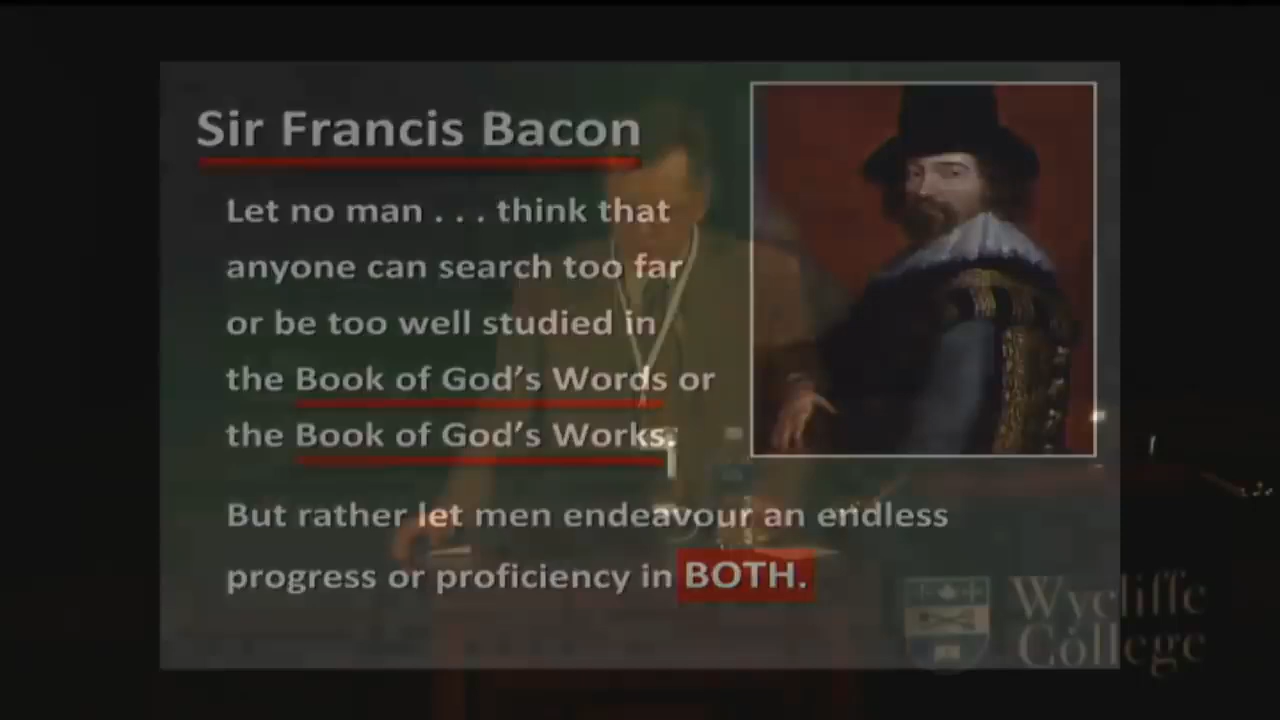 Sir Francis Bacon
Let no man . . . think that
anyone can search too far
or be too well studied in
the Book of God's Words or
the Book of God's Works.
But rather let men endeavour an endless
progress or proficiency in BOTH.
Wycliffe
College